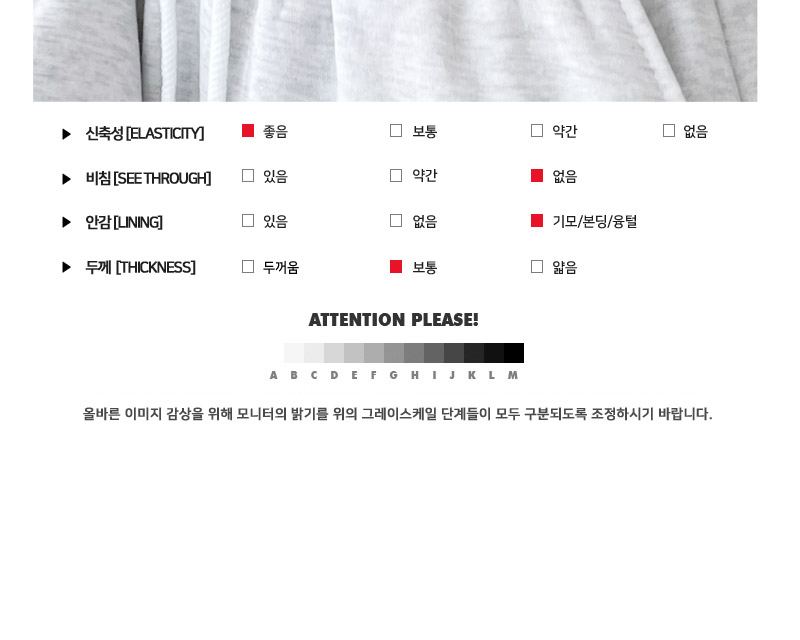 ▶ 신축성 [ELASTICITY] ■ 좋음 □ 보통 □ 약간 □ 없음
▶ 비침 [SEE THROUGH] □ 있음 □ 약간 ■ 없음
▶ 안감 [LINING] □ 있음 □ 없음 ■ 기모/본딩/융털
▶ 두께 [THICKNESS] □ 두꺼움 ■ 보통 □ 얇음
ATTENTION PLEASE!
A B C D E F G H I J K L M
올바른 이미지 감상을 위해 모니터의 밝기를 위의 그레이스케일 단계들이 모두 구분되도록 조정하시기 바랍니다.